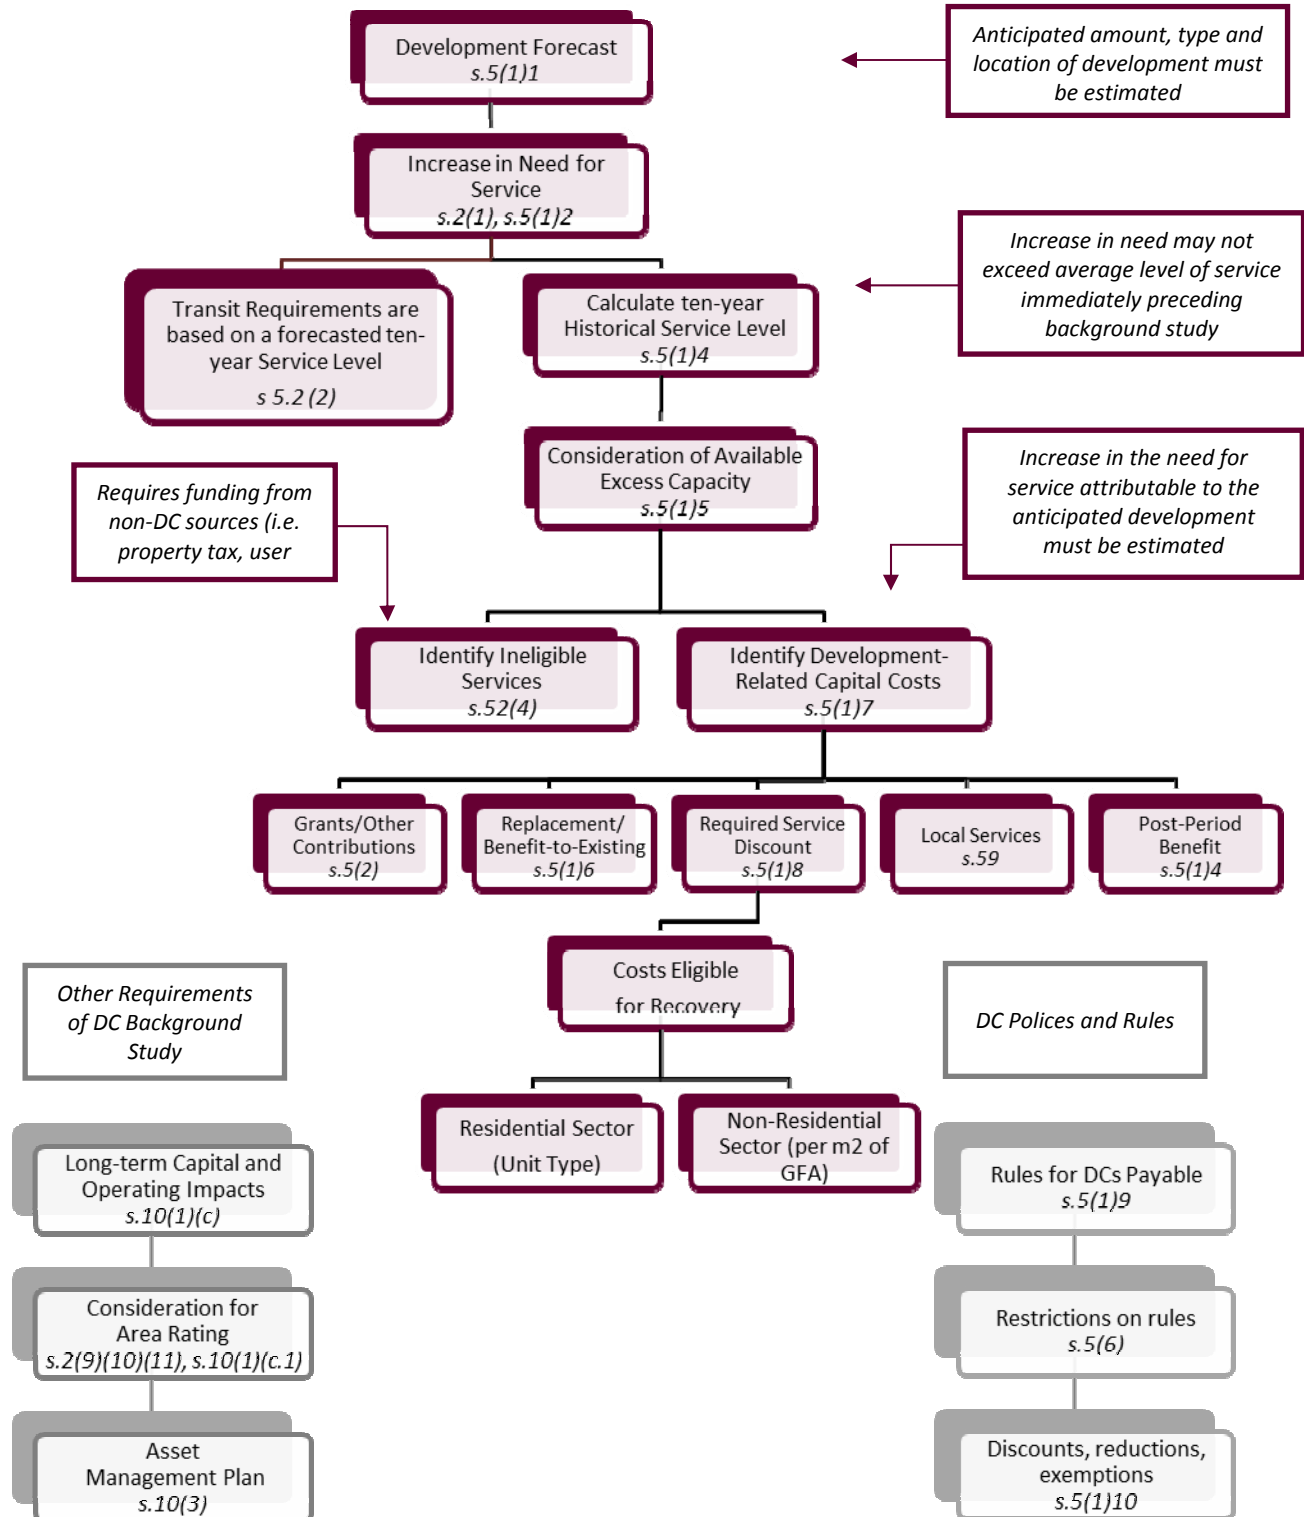 Development Forecast
s.5(1)1
Anticipated amount, type and
location of development must
be estimated
Increase in Need for
Service
s.2(1), s.5(1)2
Transit Requirements are
based on a forecasted ten-
year Service Level
s 5.2 (2)
Calculate ten-year
Historical Service Level
s.5(1)4
Increase in need may not
exceed average level of service
immediately preceding
background study
Consideration of Available
Excess Capacity
s.5(1)5
Requires funding from
non-DC sources (i.e.
property tax, user
Increase in the need for
service attributable to the
anticipated development
must be estimated
Identify Ineligible
Services
s.52(4)
Identify Development-
Related Capital Costs
s.5(1)7
Grants/Other
Contributions
s.5(2)
Replacement/
Benefit-to-Existing
s.5(1)6
Required Service
Discount
s.5(1)8
Local Services
s.59
Post-Period
Benefit
s.5(1)4
Costs Eligible
for Recovery
Residential Sector
(Unit Type)
Non-Residential
Sector (per m2 of
GFA)
Other Requirements
of DC Background
Study
Long-term Capital and
Operating Impacts
s.10(1)(c)
Consideration for
Area Rating
s.2(9)(10)(11), s.10(1)(c.1)
Asset
Management Plan
s.10(3)
DC Polices and Rules
Rules for DCs Payable
s.5(1)9
Restrictions on rules
s.5(6)
Discounts, reductions,
exemptions
s.5(1)10